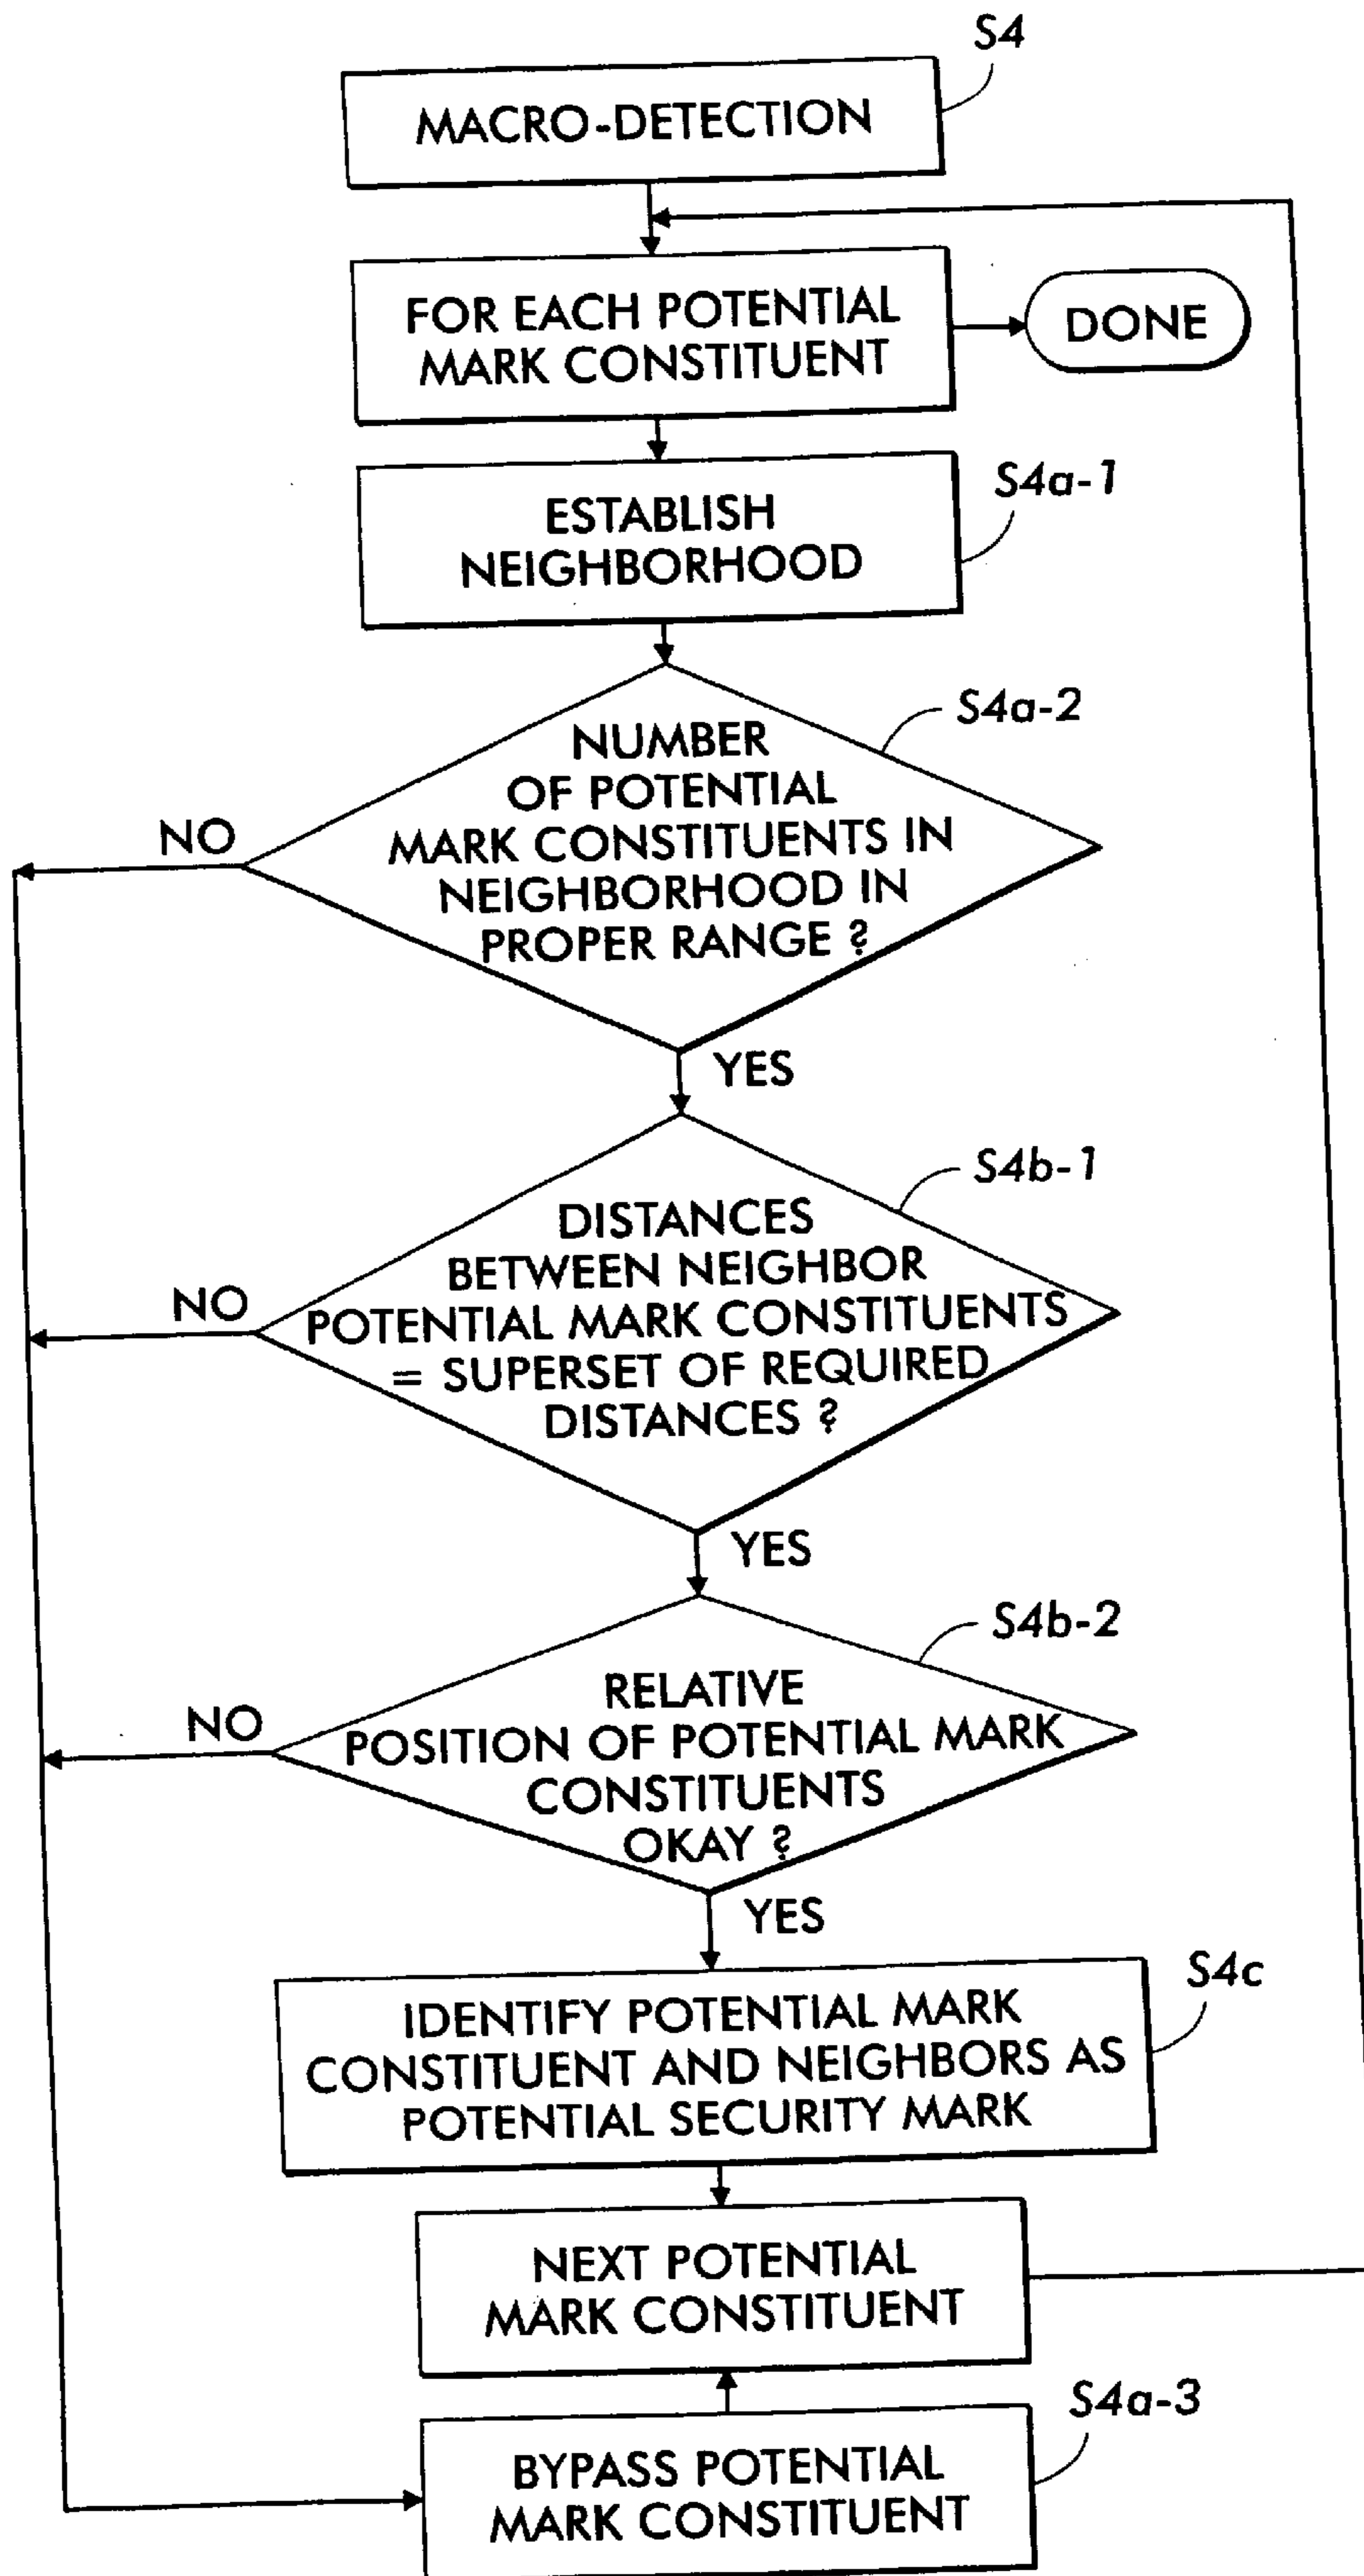 S4
MACRO-DETECTION
FOR EACH POTENTIAL
MARK CONSTITUENT
DONE
S4a-1
ESTABLISH
NEIGHBORHOOD
S4a-2
NUMBER
OF POTENTIAL
MARK CONSTITUENTS IN
NEIGHBORHOOD IN
PROPER RANGE ?
NO
YES
S4b-1
DISTANCES
BETWEEN NEIGHBOR
POTENTIAL MARK CONSTITUENTS
= SUPERSET OF REQUIRED
DISTANCES ?
NO
YES
S4b-2
RELATIVE
POSITION OF POTENTIAL MARK
CONSTITUENTS
OKAY ?
NO
YES
S4c
IDENTIFY POTENTIAL MARK
CONSTITUENT AND NEIGHBORS AS
POTENTIAL SECURITY MARK
NEXT POTENTIAL
MARK CONSTITUENT
S4a-3
BYPASS POTENTIAL
MARK CONSTITUENT